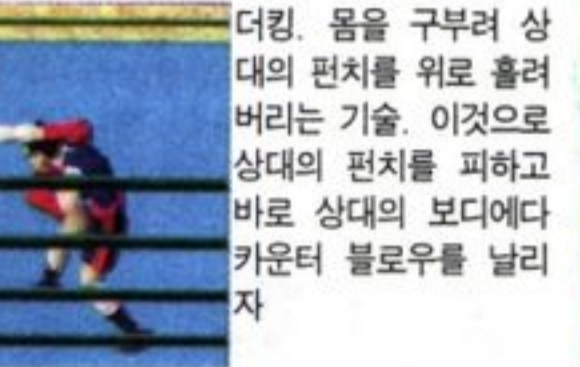 더킹. 몸을 구부려 상
대의 펀치를 위로 흘려
버리는 기술. 이것으로
상대의 펀치를 피하고
바로 상대의 보디에다
카운터 블로우를 날리
자